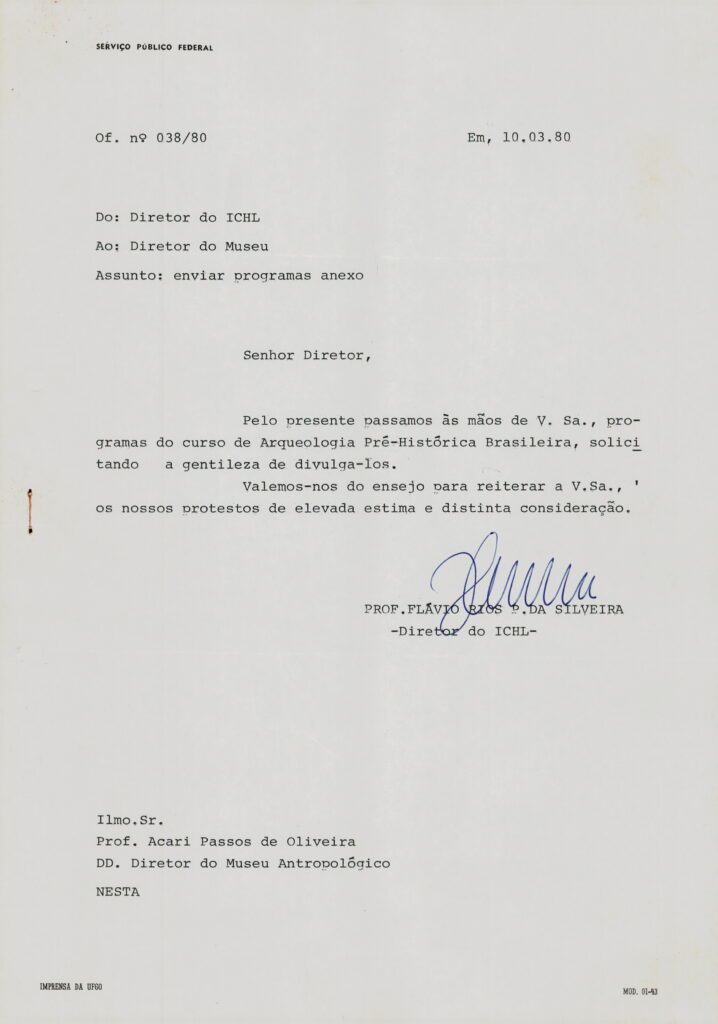 SERVIÇO PÚBLICO FEDERAL
Of. nº 038/80 Em, 10.03.80
Do: Diretor do ICHL
Ao: Diretor do Museu
Assunto: enviar programas anexo
Senhor Diretor,
Pelo presente passamos às mãos de V. Sa., pro-
gramas do curso de Arqueologia Pré-Histórica Brasileira, solici
tando a gentileza de divulga-los.
Valemo-nos do ensejo para reiterar a V.Sa., '
os nossos protestos de elevada estima e distinta consideração.
PROF.FLÁVIO RIOS P.DA SILVEIRA
-Diretor do ICHL-
Ilmo.Sr.
Prof. Acari Passos de Oliveira
DD. Diretor do Museu Antropológico
NESTA
IMPRENSA DA UFGO MOD. 01-43